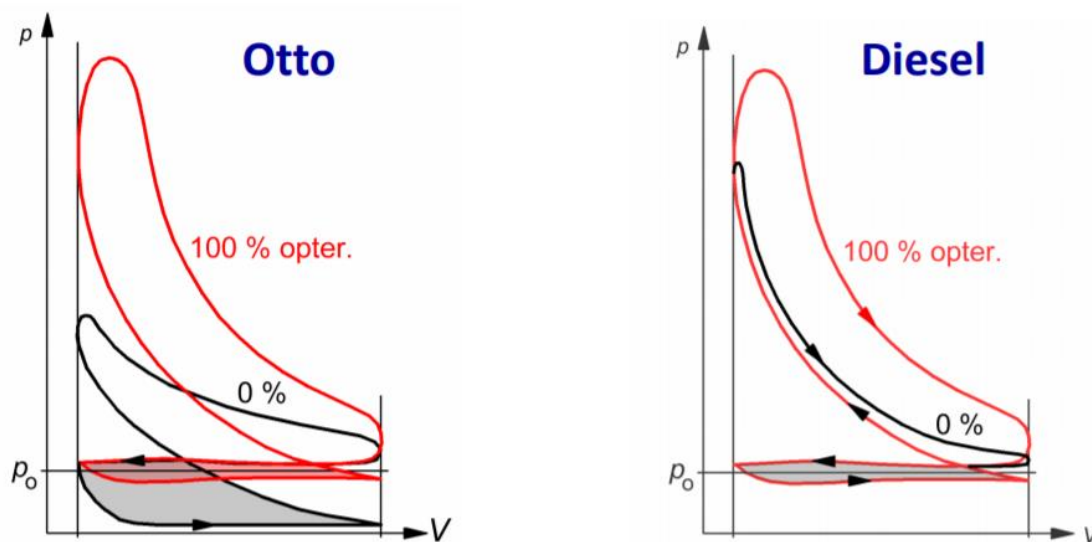 p
Otto
100 % opter.
0 %
p₀
V
p
Diesel
100 % opter.
0 %
p₀
V